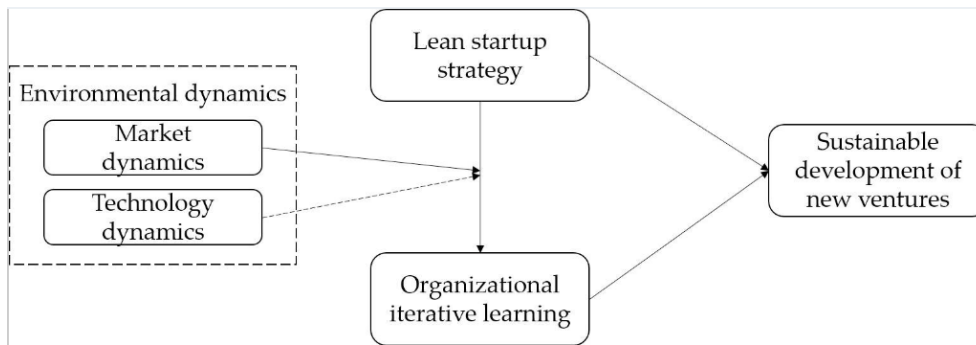 Lean startup
strategy
Environmental dynamics
Market
dynamics
Technology
dynamics
Sustainable
development of
new ventures
Organizational
iterative learning